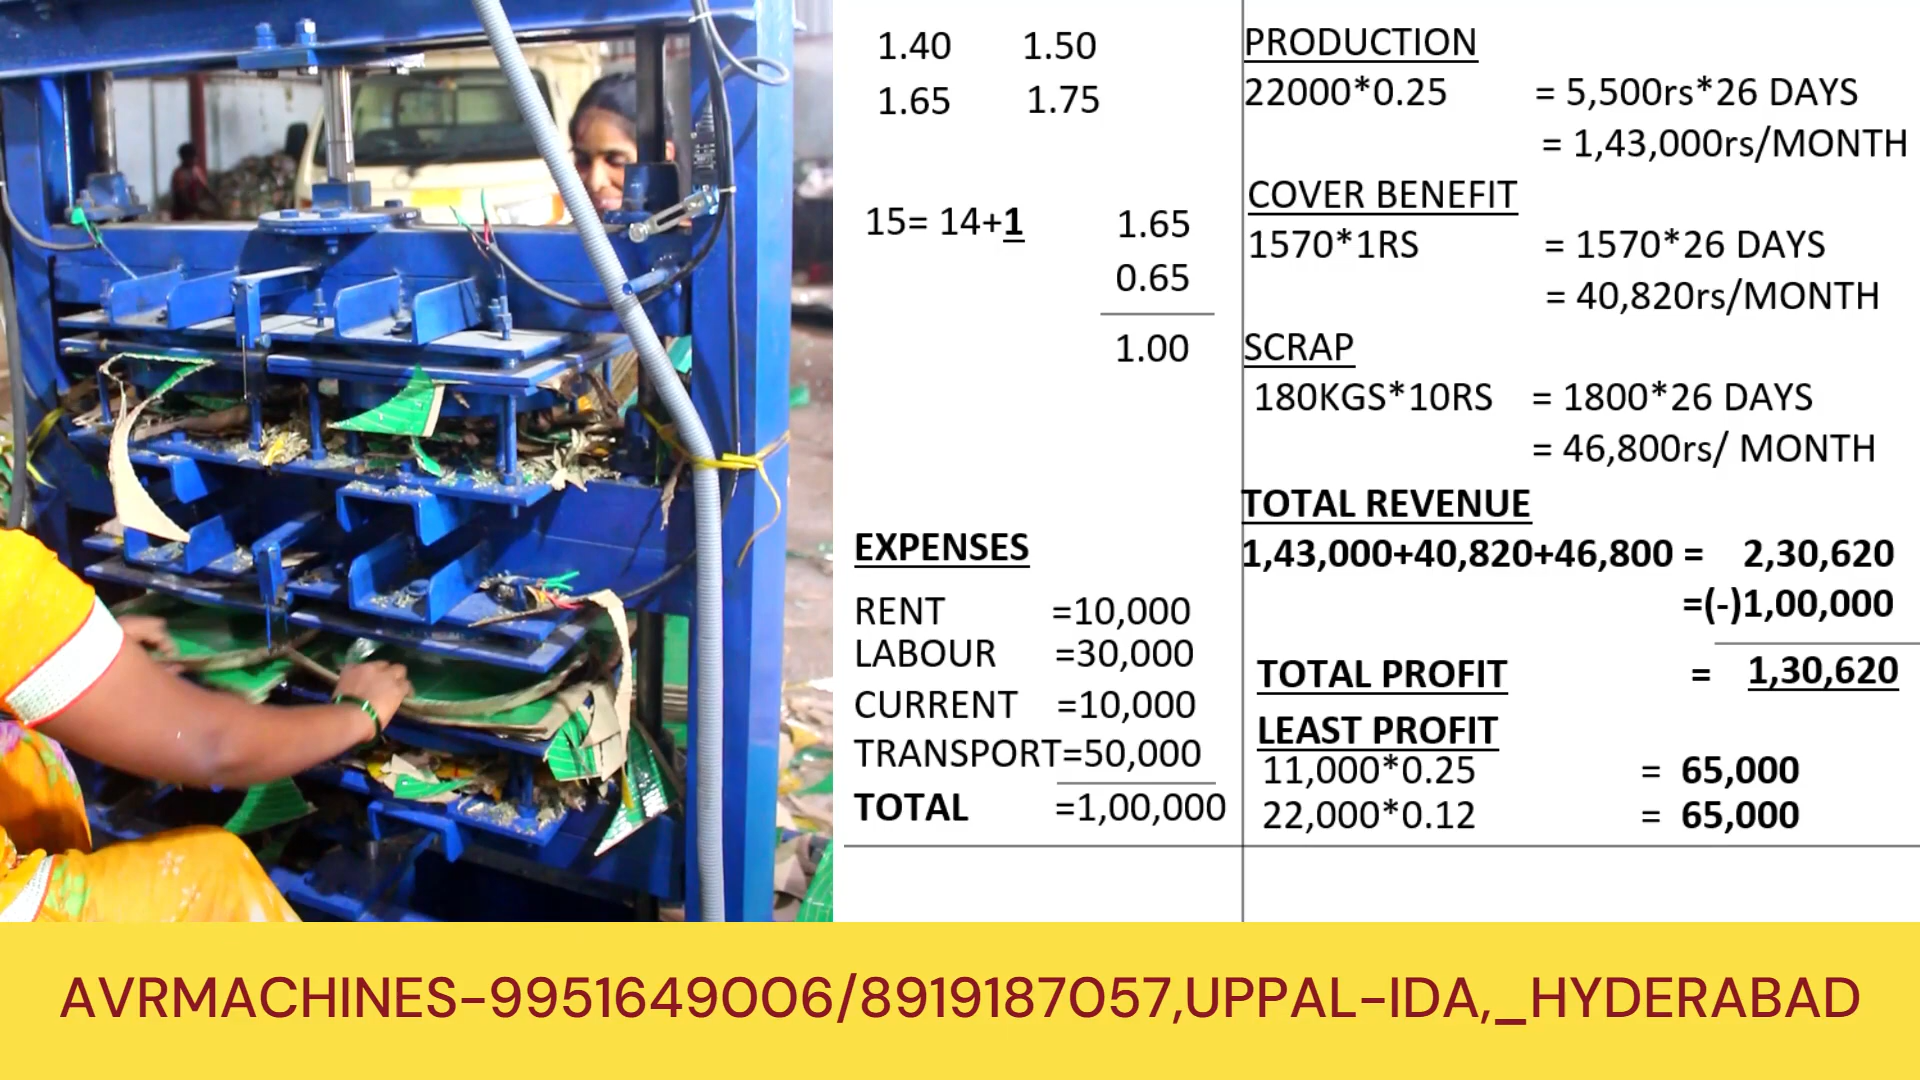 1.40 1.50
1.65 1.75
15= 14+1 1.65
0.65
1.00
EXPENSES
RENT =10,000
LABOUR =30,000
CURRENT =10,000
TRANSPORT=50,000
TOTAL =1,00,000
PRODUCTION
22000*0.25 = 5,500rs*26 DAYS
= 1,43,000rs/MONTH
COVER BENEFIT
1570*1RS = 1570*26 DAYS
= 40,820rs/MONTH
SCRAP
180KGS*10RS = 1800*26 DAYS
= 46,800rs/ MONTH
TOTAL REVENUE
1,43,000+40,820+46,800 = 2,30,620
=(-)1,00,000
TOTAL PROFIT = 1,30,620
LEAST PROFIT
11,000*0.25 = 65,000
22,000*0.12 = 65,000
AVRMACHINES-9951649006/8919187057,UPPAL-IDA,_HYDERABAD